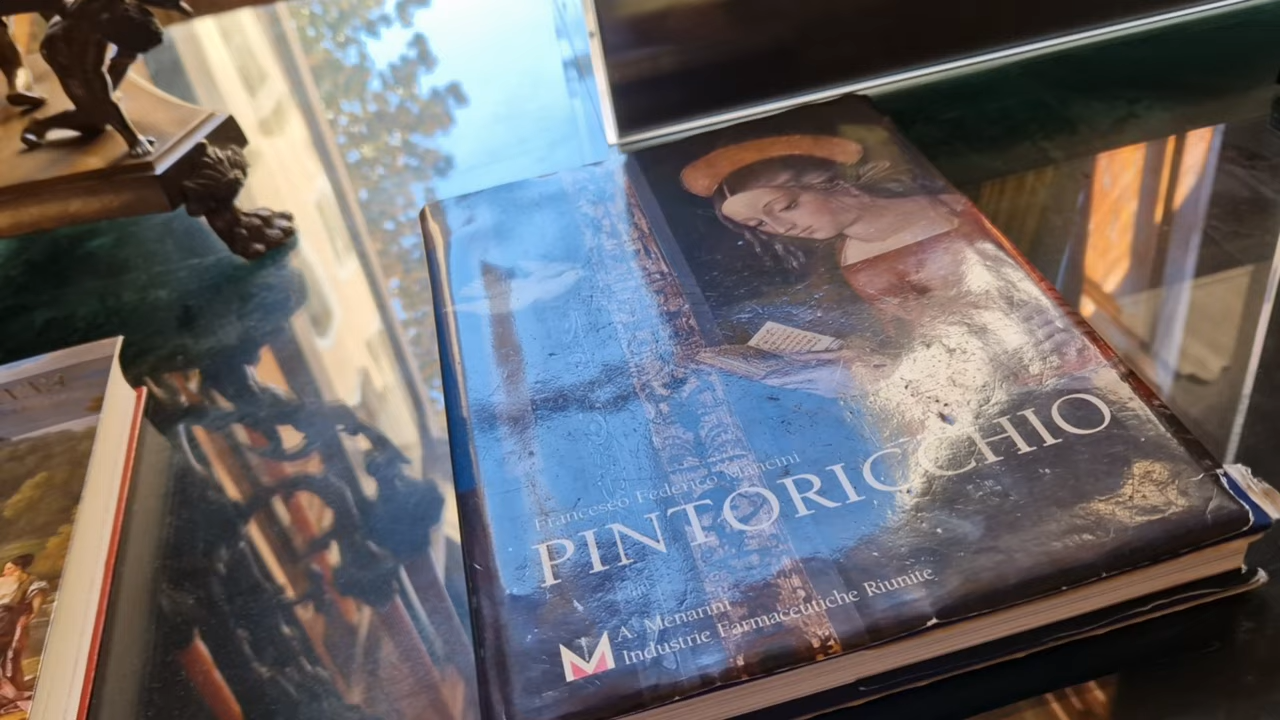 Francesco Federico Mancini
PINTORICCHIO
A. Menarini
Industrie Farmaceutiche Riunite